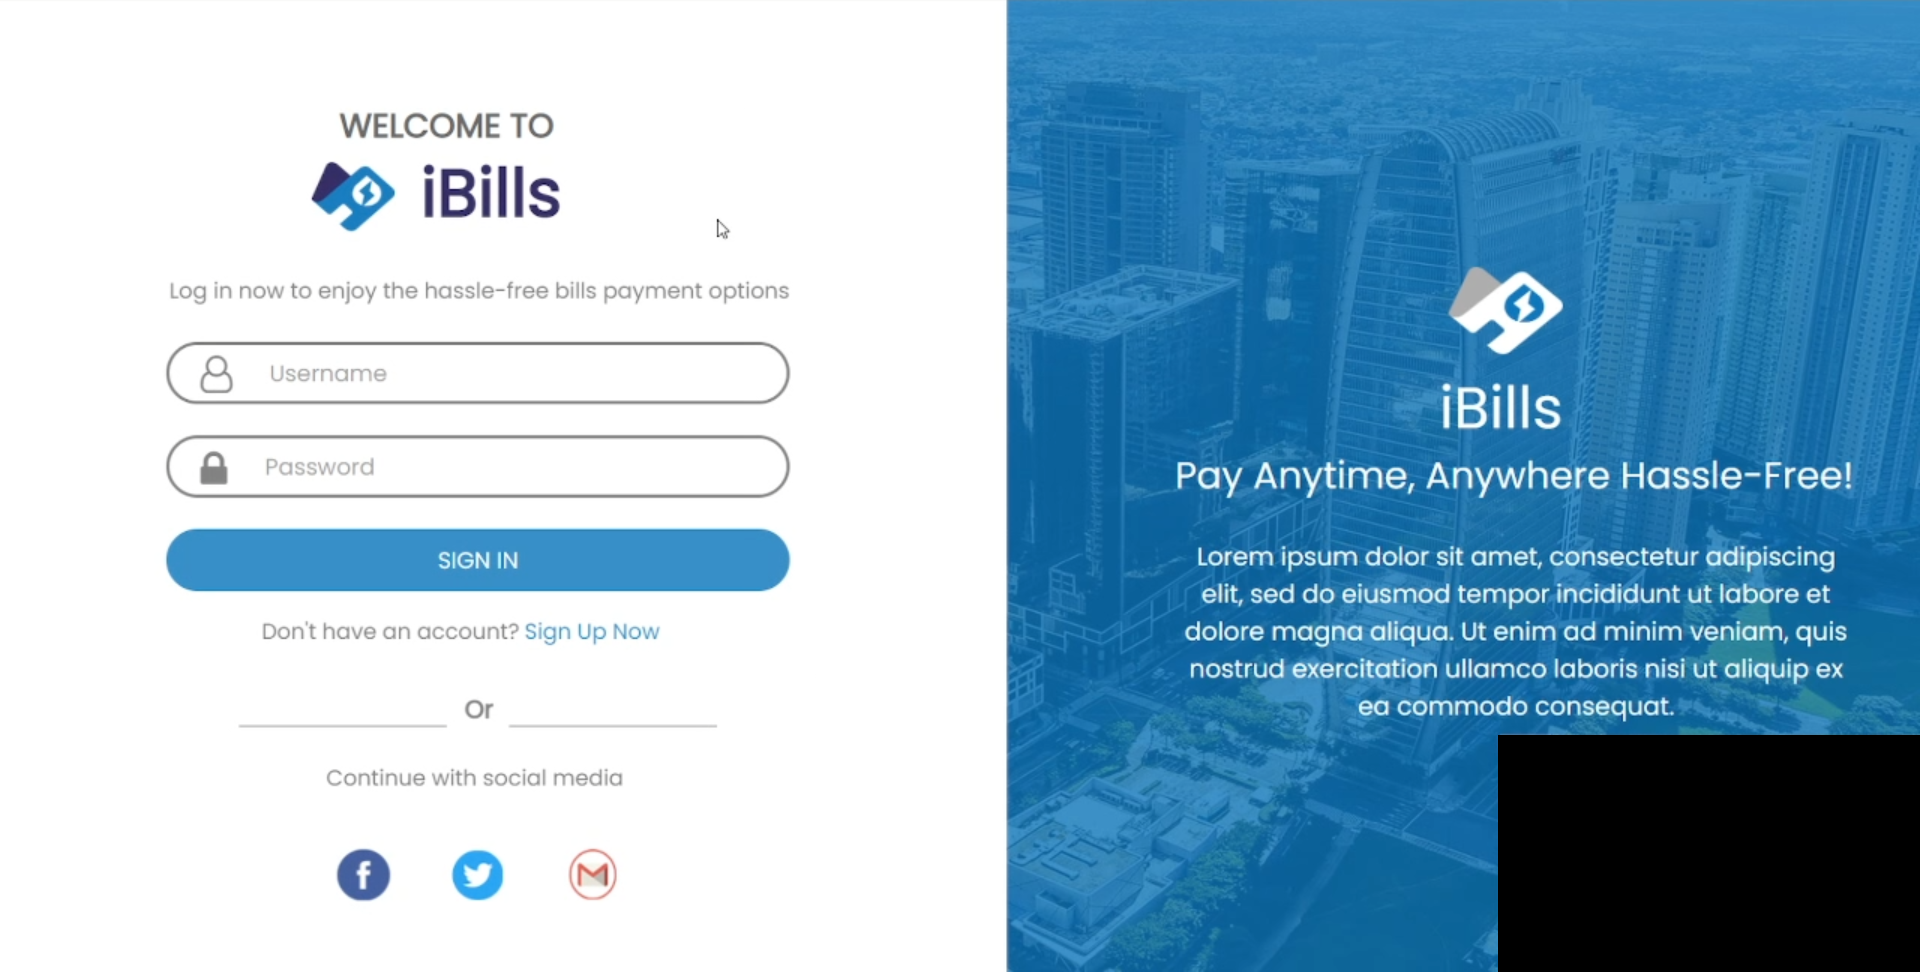 WELCOME TO
iBills
Log in now to enjoy the hassle-free bills payment options
Username
Password
SIGN IN
Don't have an account? Sign Up Now
Or
Continue with social media
f
iBills
Pay Anytime, Anywhere Hassle-Free!
Lorem ipsum dolor sit amet, consectetur adipiscing
elit, sed do eiusmod tempor incididunt ut labore et
dolore magna aliqua. Ut enim ad minim veniam, quis
nostrud exercitation ullamco laboris nisi ut aliquip ex
ea commodo consequat.